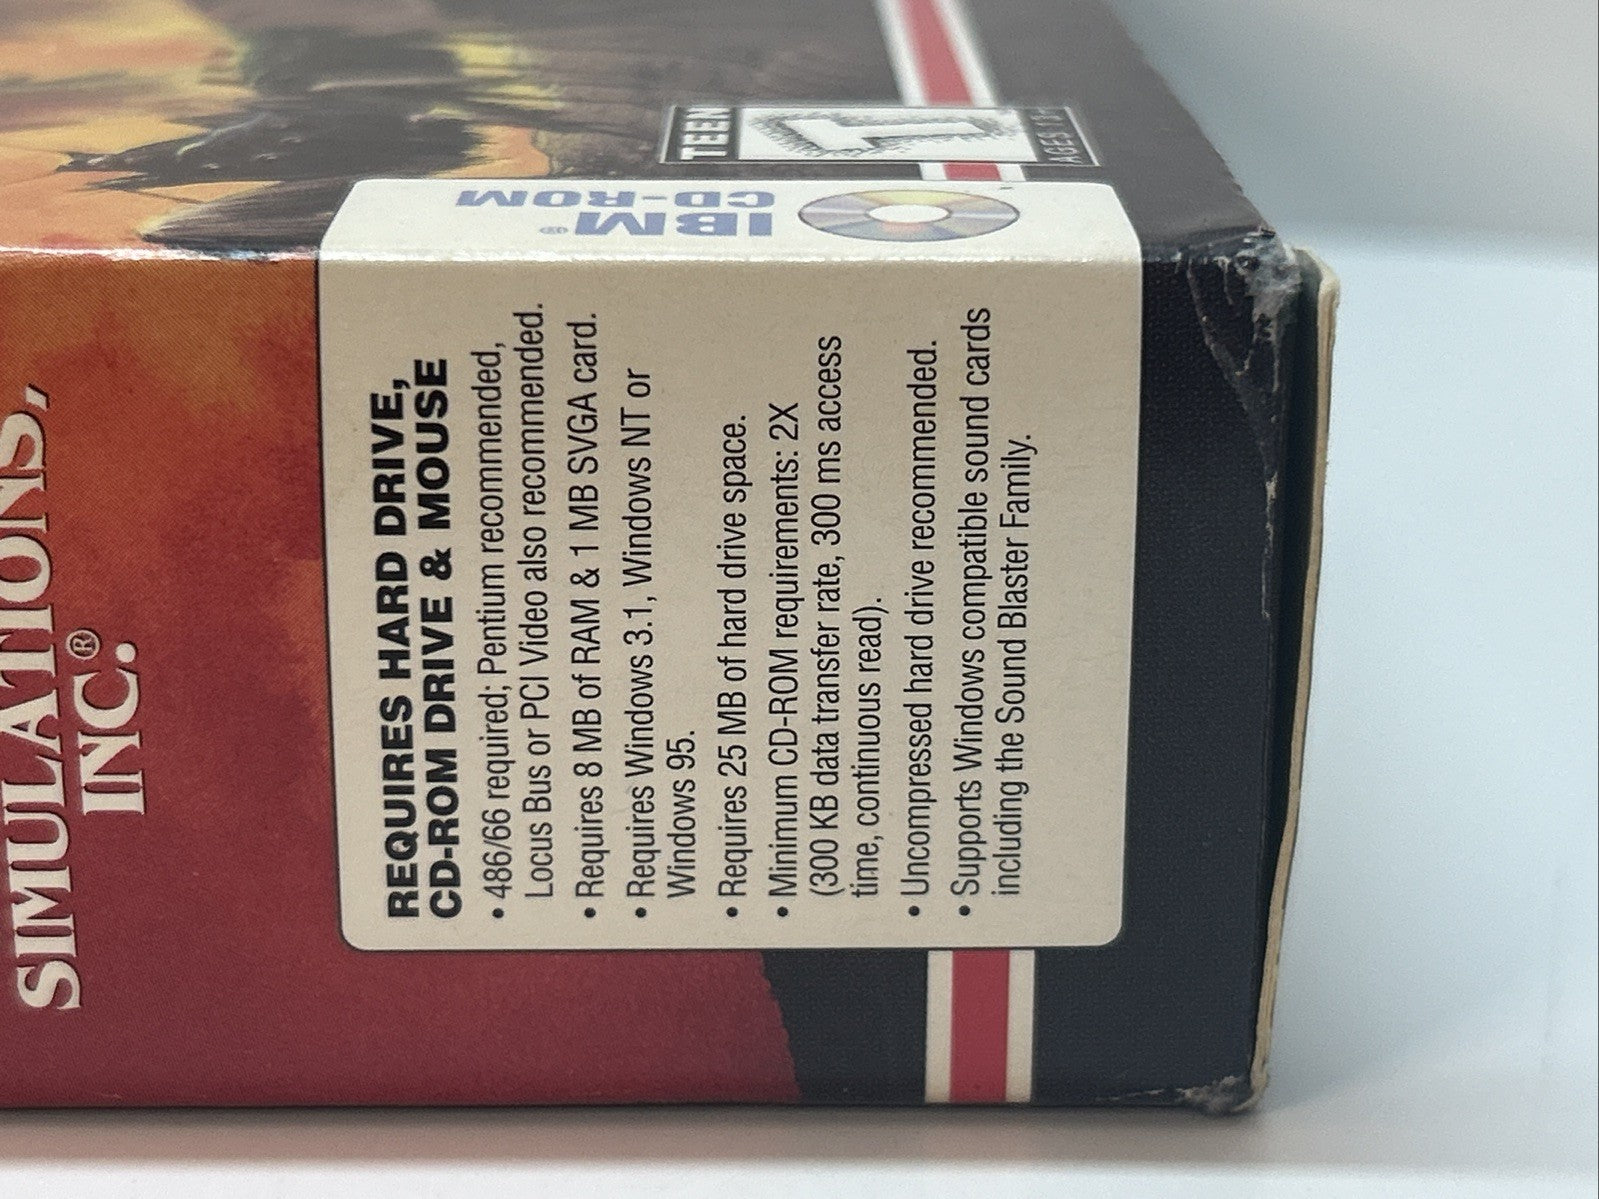 TEEN
AGES 13+
IBM®
CD-ROM
SIMULATIONS,
INC.®
REQUIRES HARD DRIVE,
CD-ROM DRIVE & MOUSE
• 486/66 required; Pentium recommended,
Locus Bus or PCI Video also recommended.
• Requires 8 MB of RAM & 1 MB SVGA card.
• Requires Windows 3.1, Windows NT or
Windows 95.
• Requires 25 MB of hard drive space.
• Minimum CD-ROM requirements: 2X
(300 KB data transfer rate, 300 ms access
time, continuous read).
• Uncompressed hard drive recommended.
• Supports Windows compatible sound cards
including the Sound Blaster Family.